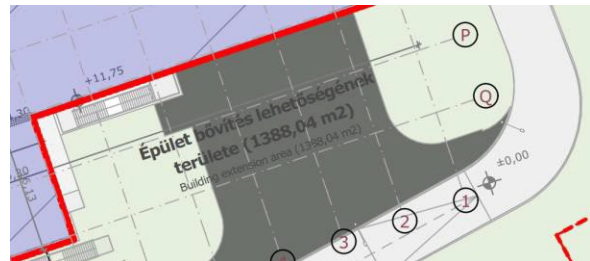 P
+11,75
Q
Épület bővítés lehetőségének
területe (1388,04 m2)
Building extension area (1388,04 m2)
±0,00
1
2
3